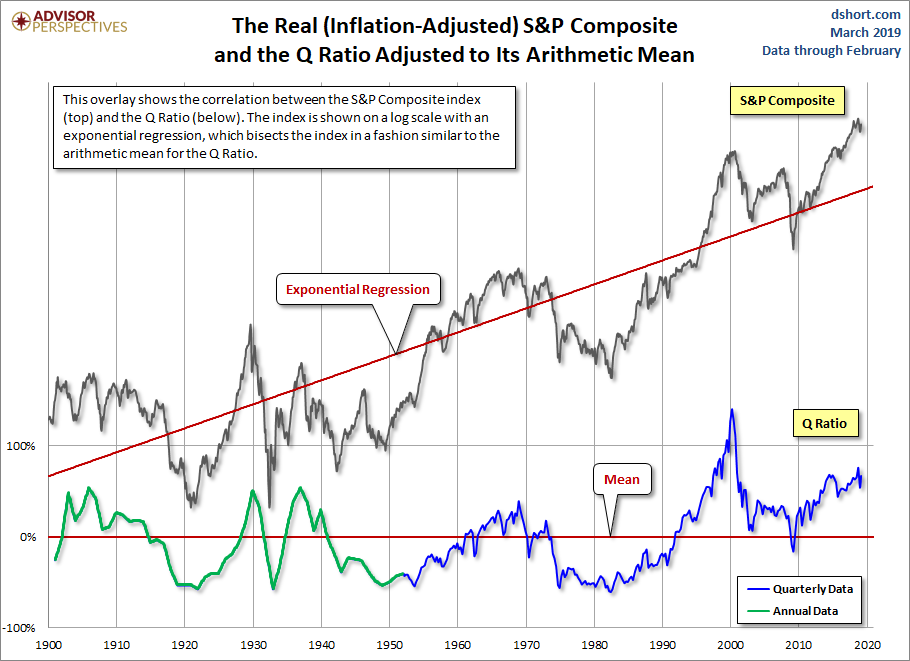 ADVISOR
PERSPECTIVES
The Real (Inflation-Adjusted) S&P Composite
and the Q Ratio Adjusted to Its Arithmetic Mean
dshort.com
March 2019
Data through February
This overlay shows the correlation between the S&P Composite index
(top) and the Q Ratio (below). The index is shown on a log scale with an
exponential regression, which bisects the index in a fashion similar to the
arithmetic mean for the Q Ratio.
S&P Composite
Exponential Regression
100%
Q Ratio
Mean
0%
Quarterly Data
Annual Data
-100%
1900 1910 1920 1930 1940 1950 1960 1970 1980 1990 2000 2010 2020